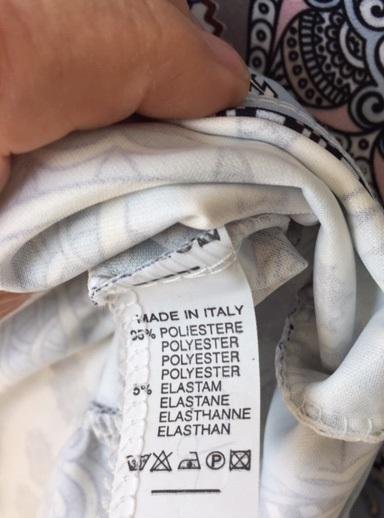 MADE IN ITALY
95% POLIESTERE
POLYESTER
POLYESTER
POLYESTER
5% ELASTAM
ELASTANE
ELASTHANNE
ELASTHAN
P